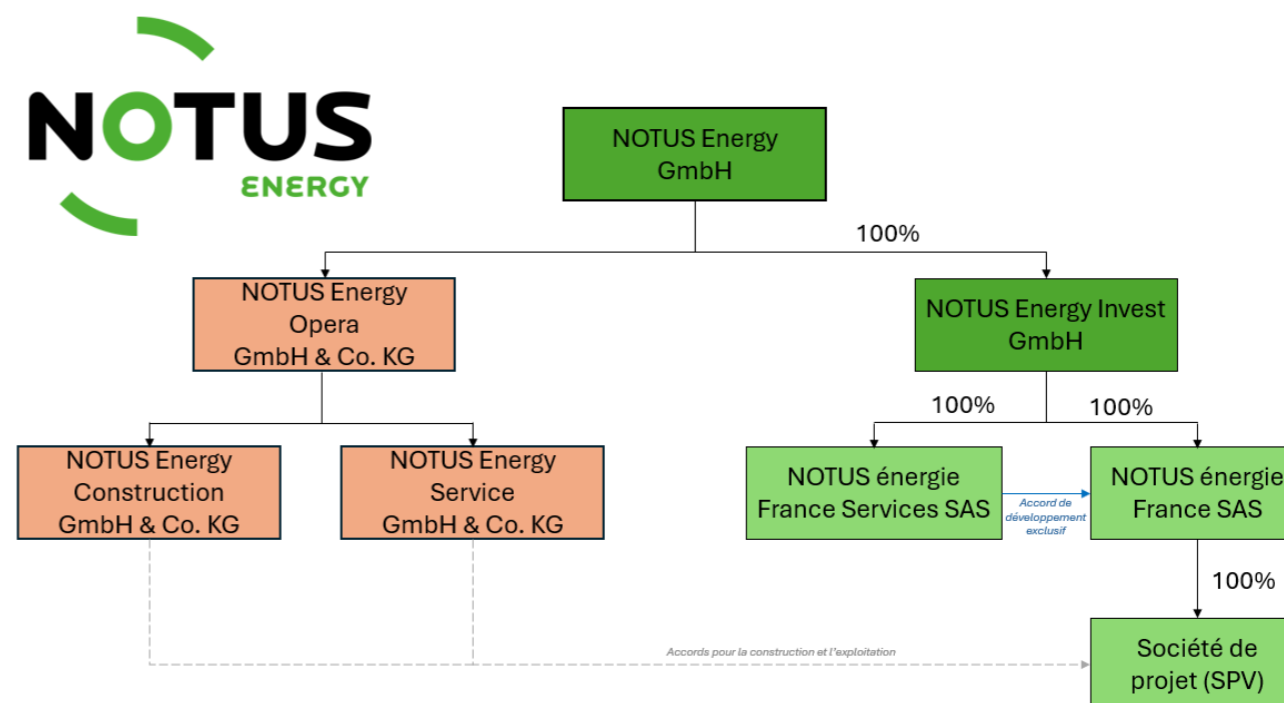 NOTUS
ENERGY
NOTUS Energy
GmbH
100%
NOTUS Energy
Opera
GmbH & Co. KG
NOTUS Energy Invest
GmbH
100%
100%
NOTUS Energy
Construction
GmbH & Co. KG
NOTUS Energy
Service
GmbH & Co. KG
NOTUS énergie
France Services SAS
Accord de
développement
exclusif
NOTUS énergie
France SAS
100%
Accords pour la construction et l'exploitation
Société de
projet (SPV)